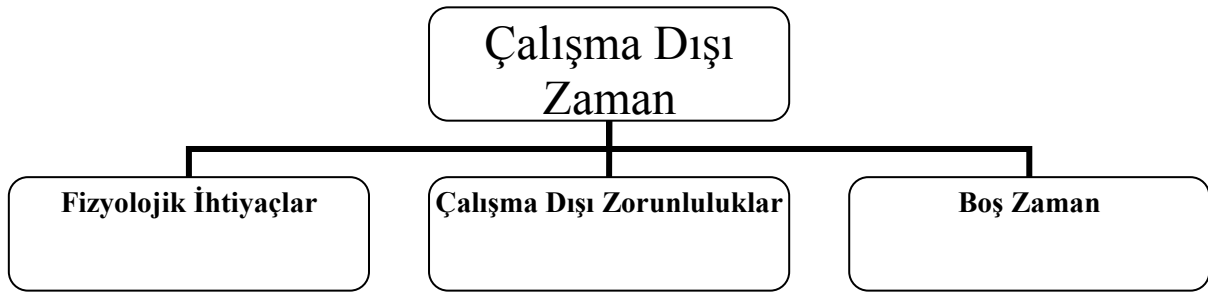 Çalışma Dışı
Zaman
Fizyolojik İhtiyaçlar
Çalışma Dışı Zorunluluklar
Boş Zaman